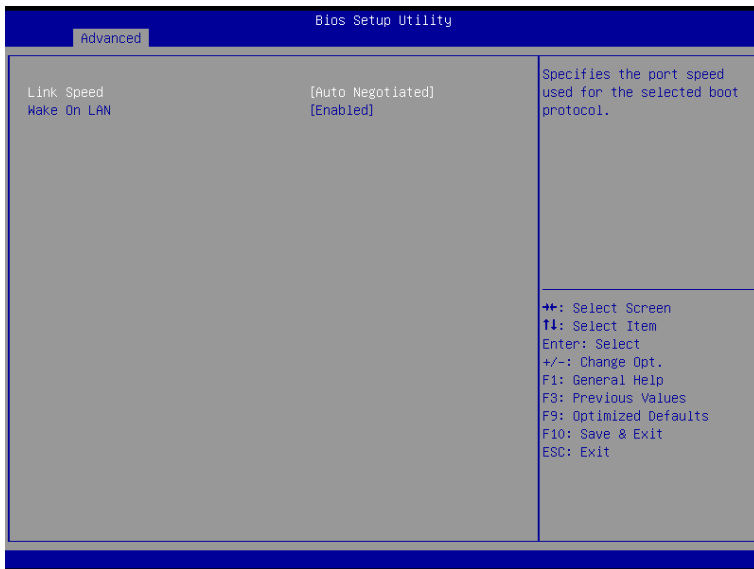 Bios Setup Utility
Advanced
Link Speed [Auto Negotiated]
Wake On LAN [Enabled]
Specifies the port speed
used for the selected boot
protocol.
→←: Select Screen
↑↓: Select Item
Enter: Select
+/-: Change Opt.
F1: General Help
F3: Previous Values
F9: Optimized Defaults
F10: Save & Exit
ESC: Exit